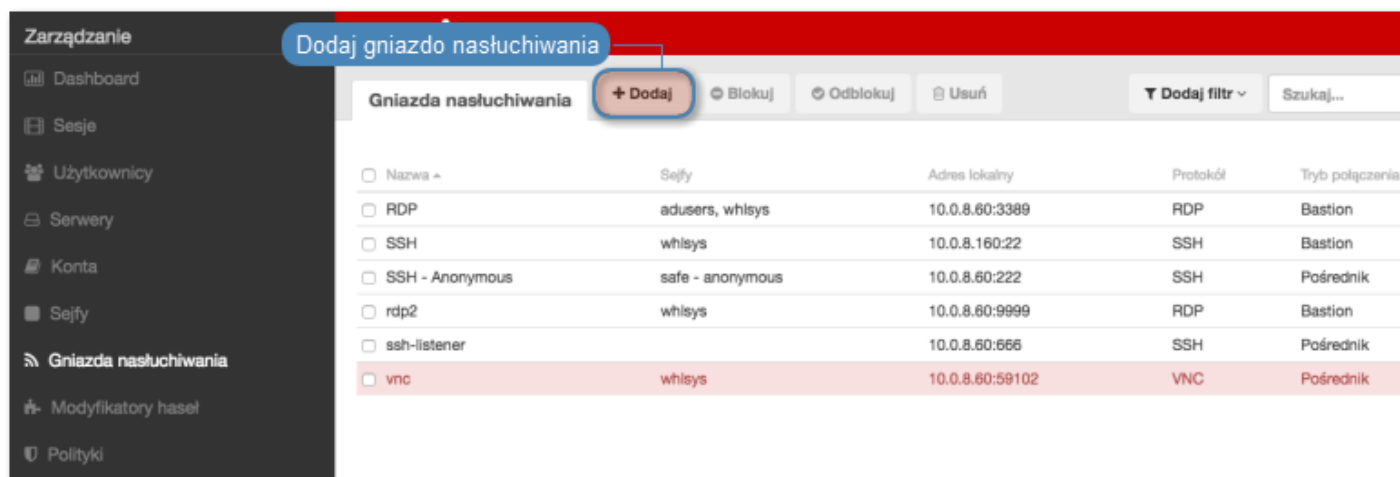 Zarządzanie
Dodaj gniazdo nasłuchiwania
Dashboard
Sesje
Użytkownicy
Serwery
Konta
Sejfy
Gniazda nasłuchiwania
Modyfikatory haseł
Polityki
Gniazda nasłuchiwania + Dodaj Blokuj Odblokuj Usuń Dodaj filtr Szukaj...
Nazwa Sejfy Adres lokalny Protokół Tryb połączenia
RDP adusers, whlsys 10.0.8.60:3389 RDP Bastion
SSH whlsys 10.0.8.160:22 SSH Bastion
SSH - Anonymous safe - anonymous 10.0.8.60:222 SSH Pośrednik
rdp2 whlsys 10.0.8.60:9999 RDP Bastion
ssh-listener 10.0.8.60:666 SSH Pośrednik
vnc whlsys 10.0.8.60:59102 VNC Pośrednik